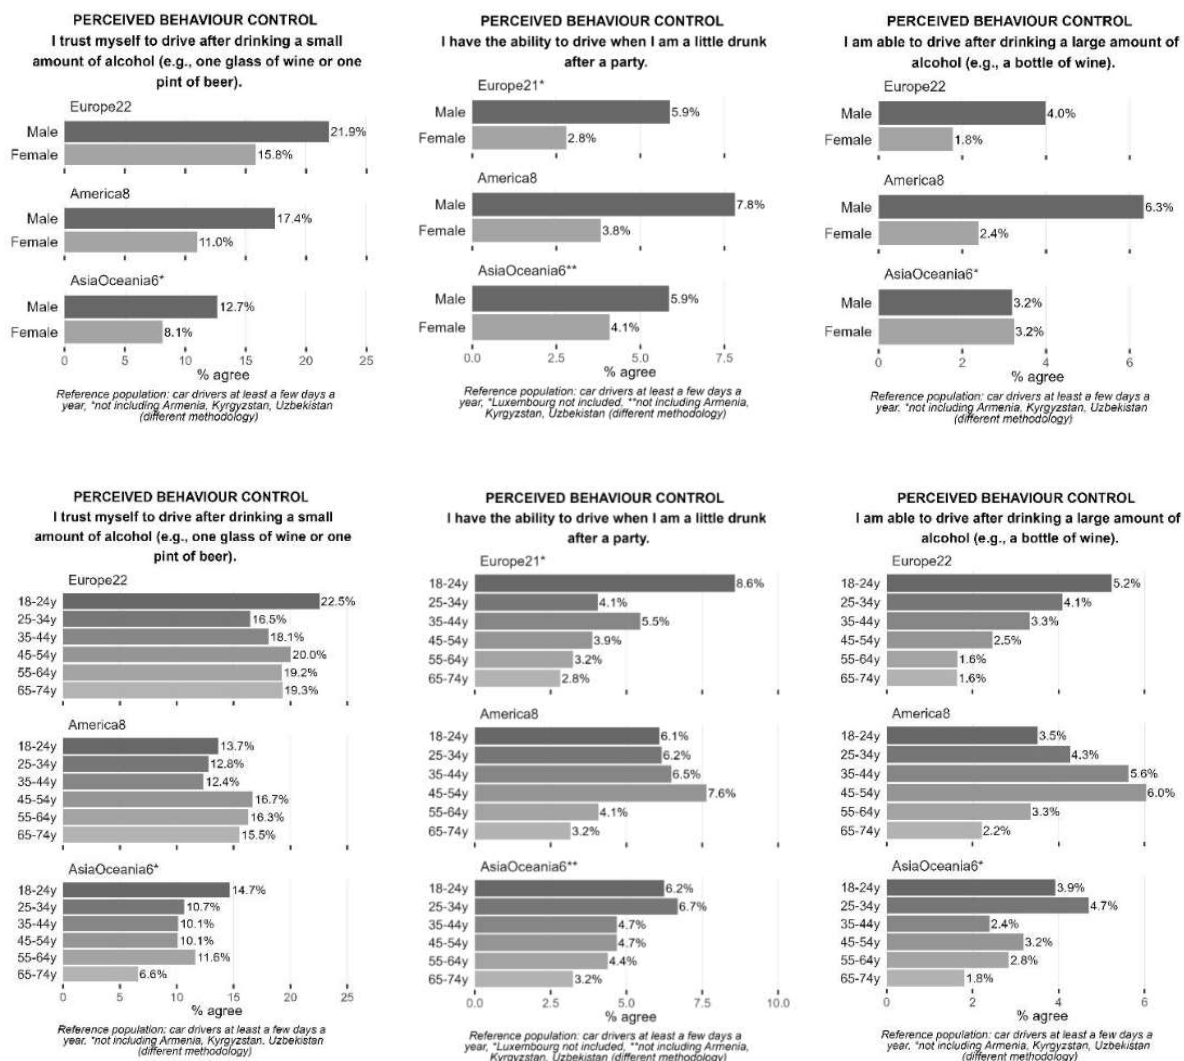 PERCEIVED BEHAVIOUR CONTROL
I trust myself to drive after drinking a small
amount of alcohol (e.g., one glass of wine or one
pint of beer).
Europe22
Male 21.9%
Female 15.8%
America8
Male 17.4%
Female 11.0%
AsiaOceania6*
Male 12.7%
Female 8.1%
0 5 10 15 20 25
% agree
Reference population: car drivers at least a few days a
year, *not including Armenia, Kyrgyzstan, Uzbekistan
(different methodology)
PERCEIVED BEHAVIOUR CONTROL
I have the ability to drive when I am a little drunk
after a party.
Europe21*
Male 5.9%
Female 2.8%
America8
Male 7.8%
Female 3.8%
AsiaOceania6**
Male 5.9%
Female 4.1%
0.0 2.5 5.0 7.5
% agree
Reference population: car drivers at least a few days a
year, *Luxembourg not included, **not including Armenia,
Kyrgyzstan, Uzbekistan (different methodology)
PERCEIVED BEHAVIOUR CONTROL
I am able to drive after drinking a large amount of
alcohol (e.g., a bottle of wine).
Europe22
Male 4.0%
Female 1.8%
America8
Male 6.3%
Female 2.4%
AsiaOceania6*
Male 3.2%
Female 3.2%
0 2 4 6
% agree
Reference population: car drivers at least a few days a
year, *not including Armenia, Kyrgyzstan, Uzbekistan
(different methodology)
PERCEIVED BEHAVIOUR CONTROL
I trust myself to drive after drinking a small
amount of alcohol (e.g., one glass of wine or one
pint of beer).
Europe22
18-24y 22.5%
25-34y 16.5%
35-44y 18.1%
45-54y 20.0%
55-64y 19.2%
65-74y 19.3%
America8
18-24y 13.7%
25-34y 12.8%
35-44y 12.4%
45-54y 16.7%
55-64y 16.3%
65-74y 15.5%
AsiaOceania6*
18-24y 14.7%
25-34y 10.7%
35-44y 10.1%
45-54y 10.1%
55-64y 11.6%
65-74y 6.6%
0 5 10 15 20 25
% agree
Reference population: car drivers at least a few days a
year. *not including Armenia, Kyrgyzstan, Uzbekistan
(different methodology)
PERCEIVED BEHAVIOUR CONTROL
I have the ability to drive when I am a little drunk
after a party.
Europe21*
18-24y 8.6%
25-34y 4.1%
35-44y 5.5%
45-54y 3.9%
55-64y 3.2%
65-74y 2.8%
America8
18-24y 6.1%
25-34y 6.2%
35-44y 6.5%
45-54y 7.6%
55-64y 4.1%
65-74y 3.2%
AsiaOceania6**
18-24y 6.2%
25-34y 6.7%
35-44y 4.7%
45-54y 4.7%
55-64y 4.4%
65-74y 3.2%
0.0 2.5 5.0 7.5 10.0
% agree
Reference population: car drivers at least a few days a
year, *Luxembourg not included, **not including Armenia,
Kyrgyzstan, Uzbekistan (different methodology)
PERCEIVED BEHAVIOUR CONTROL
I am able to drive after drinking a large amount of
alcohol (e.g., a bottle of wine).
Europe22
18-24y 5.2%
25-34y 4.1%
35-44y 3.3%
45-54y 2.5%
55-64y 1.6%
65-74y 1.6%
America8
18-24y 3.5%
25-34y 4.3%
35-44y 5.6%
45-54y 6.0%
55-64y 3.3%
65-74y 2.2%
AsiaOceania6*
18-24y 3.9%
25-34y 4.7%
35-44y 2.4%
45-54y 3.2%
55-64y 2.8%
65-74y 1.8%
0 2 4 6
% agree
Reference population: car drivers at least a few days a
year. *not including Armenia, Kyrgyzstan, Uzbekistan
(different methodology)